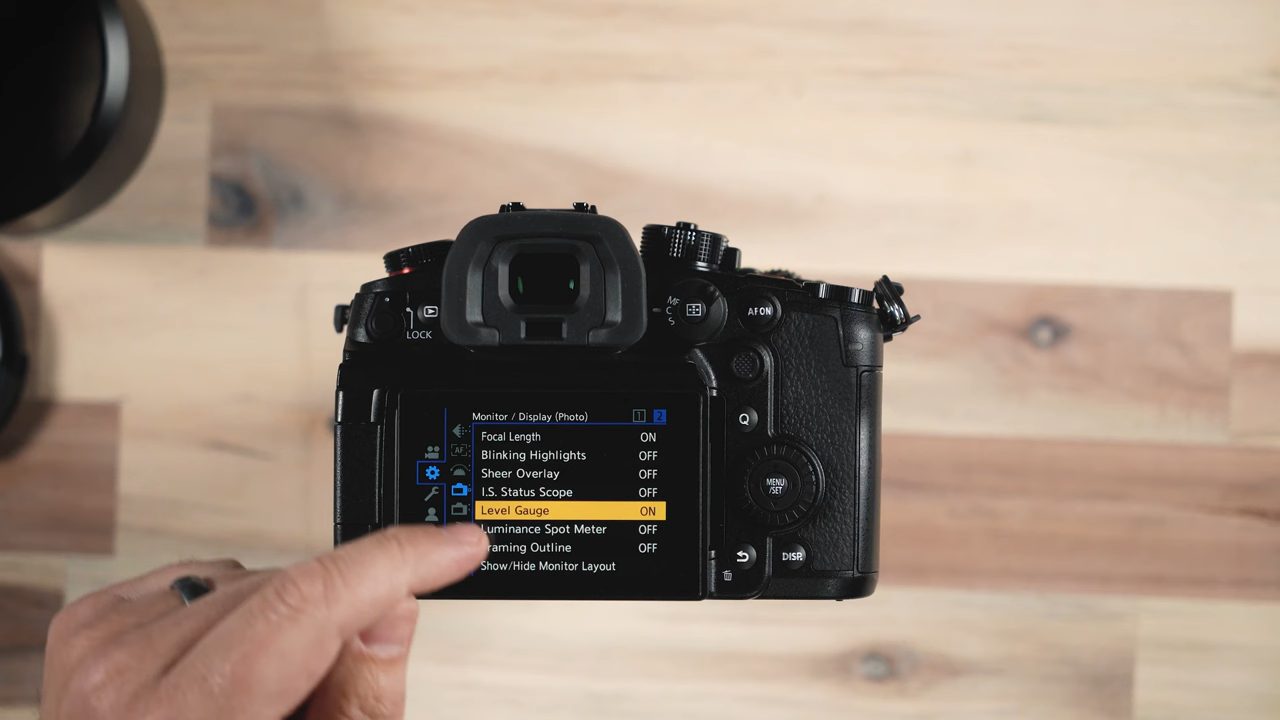 LOCK
MF
C
S
AF ON
Monitor / Display (Photo) 1 2
AF
Focal Length ON
Blinking Highlights OFF
Sheer Overlay OFF
I.S. Status Scope OFF
Level Gauge ON
Luminance Spot Meter OFF
raming Outline OFF
Show/Hide Monitor Layout
Q
MENU
/SET
DISP.